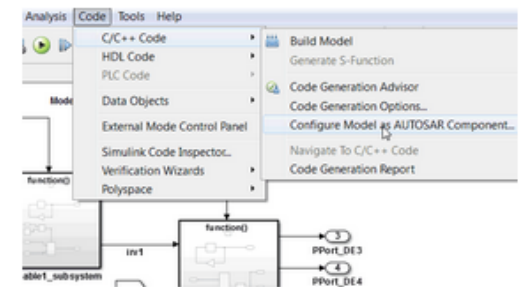 Analysis Code Tools Help
C/C++ Code
HDL Code
PLC Code
Data Objects
External Mode Control Panel
Simulink Code Inspector...
Verification Wizards
Polyspace
Build Model
Generate S-Function
Code Generation Advisor
Code Generation Options...
Configure Model as AUTOSAR Component...
Navigate To C/C++ Code
Code Generation Report
Mode
function()
able1_subsystem
inr1
function()
3
PPort_DE3
4
PPort_DE4